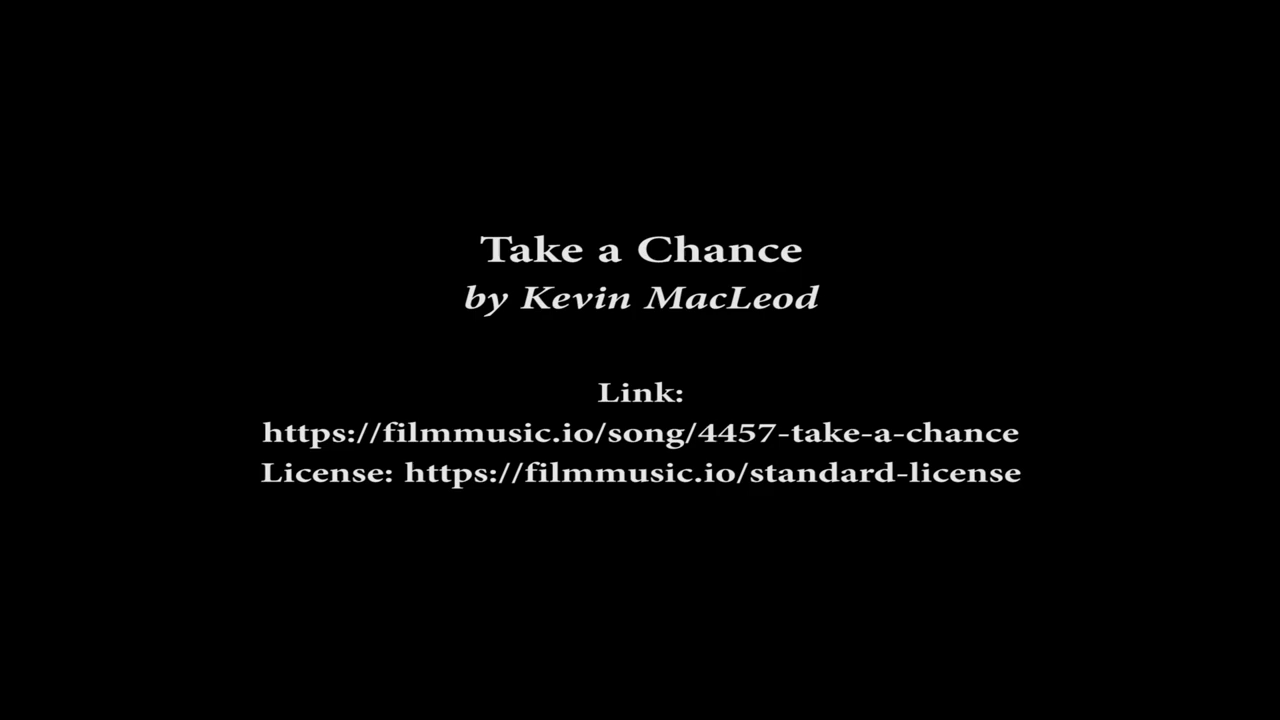 Take a Chance
by Kevin MacLeod
Link:
https://filmmusic.io/song/4457-take-a-chance
License: https://filmmusic.io/standard-license